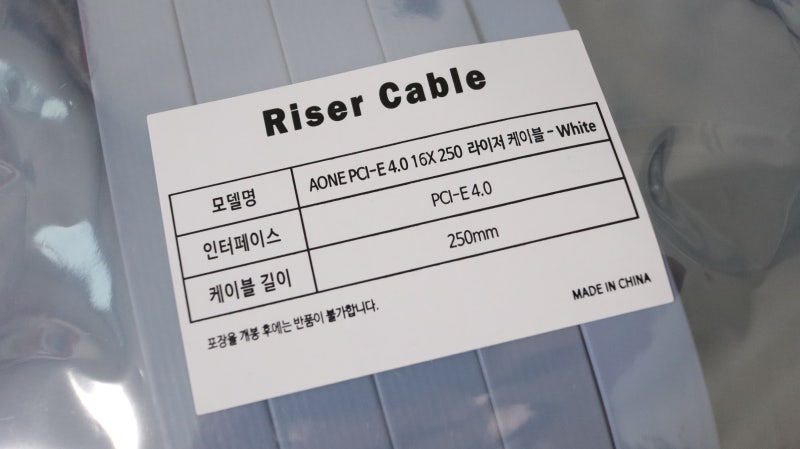 Riser Cable
모델명 AONE PCI-E 4.0 16X 250 라이저 케이블 - White
인터페이스 PCI-E 4.0
케이블 길이 250mm
포장을 개봉 후에는 반품이 불가합니다.
MADE IN CHINA